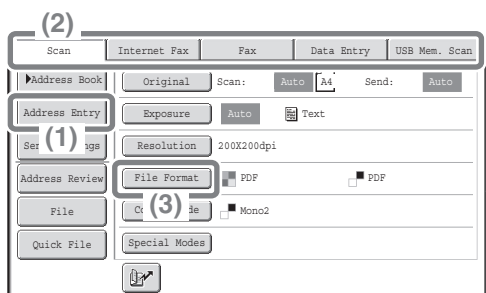 (2)
Scan Internet Fax Fax Data Entry USB Mem. Scan
Address Book Original Scan: Auto A4 Send: Auto
Address Entry Exposure Auto Text
(1)
Resolution 200X200dpi
Address Review File Format PDF PDF
(3)
File Mono2
Quick File Special Modes